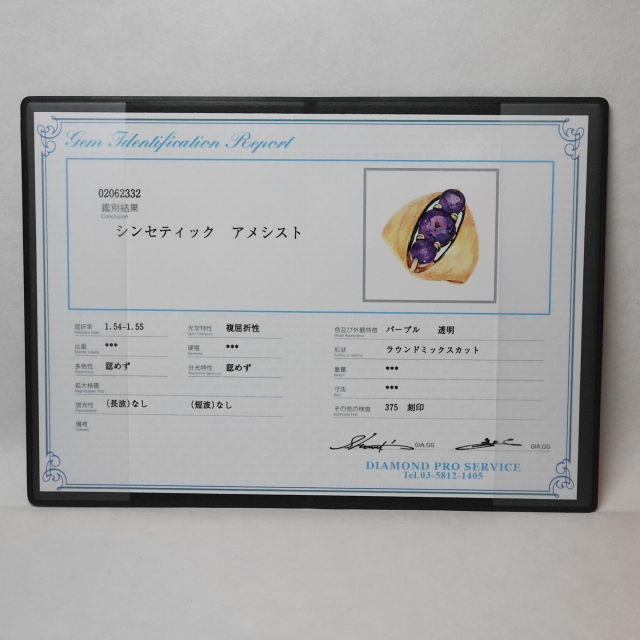 Gem Identification Report
02062332
鑑別結果
Conclusion
シンセティック アメシスト
屈折率 1.54-1.55 光学特性 複屈折性 色及び外観特徴 パープル 透明
比重 *** 硬度 *** 形状 ラウンドミックスカット
多色性 認めず 分光特性 認めず 重量 ***
拡大検査 寸法 ***
蛍光性 (長波)なし (短波)なし その他の検査 375 刻印
備考
GIA,GG GIA,GG
DIAMOND PRO SERVICE
Tel.03-5812-1405